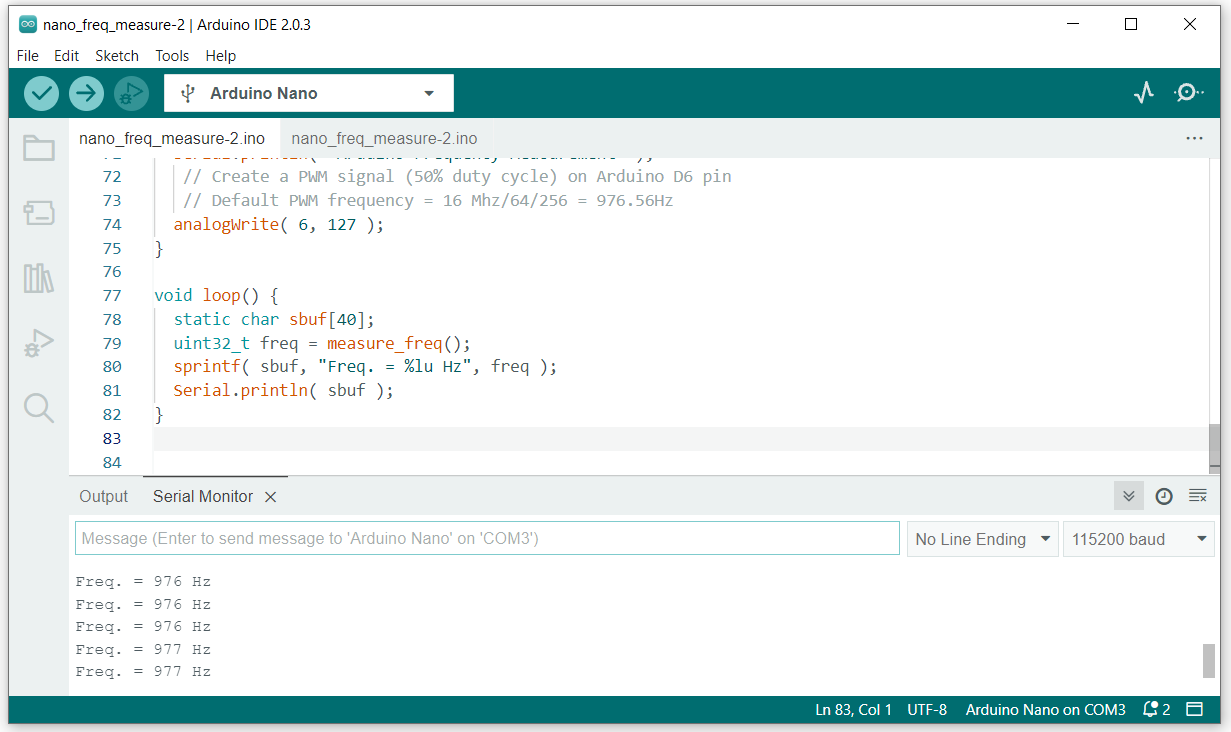 nano_freq_measure-2 | Arduino IDE 2.0.3
File Edit Sketch Tools Help
Arduino Nano
nano_freq_measure-2.ino nano_freq_measure-2.ino
72 // Create a PWM signal (50% duty cycle) on Arduino D6 pin
73 // Default PWM frequency = 16 Mhz/64/256 = 976.56Hz
74 analogWrite( 6, 127 );
75 }
76
77 void loop() {
78 static char sbuf[40];
79 uint32_t freq = measure_freq();
80 sprintf( sbuf, "Freq. = %lu Hz", freq );
81 Serial.println( sbuf );
82 }
83
84
Output Serial Monitor
Message (Enter to send message to 'Arduino Nano' on 'COM3')
No Line Ending 115200 baud
Freq. = 976 Hz
Freq. = 976 Hz
Freq. = 976 Hz
Freq. = 977 Hz
Freq. = 977 Hz
Ln 83, Col 1 UTF-8 Arduino Nano on COM3 2